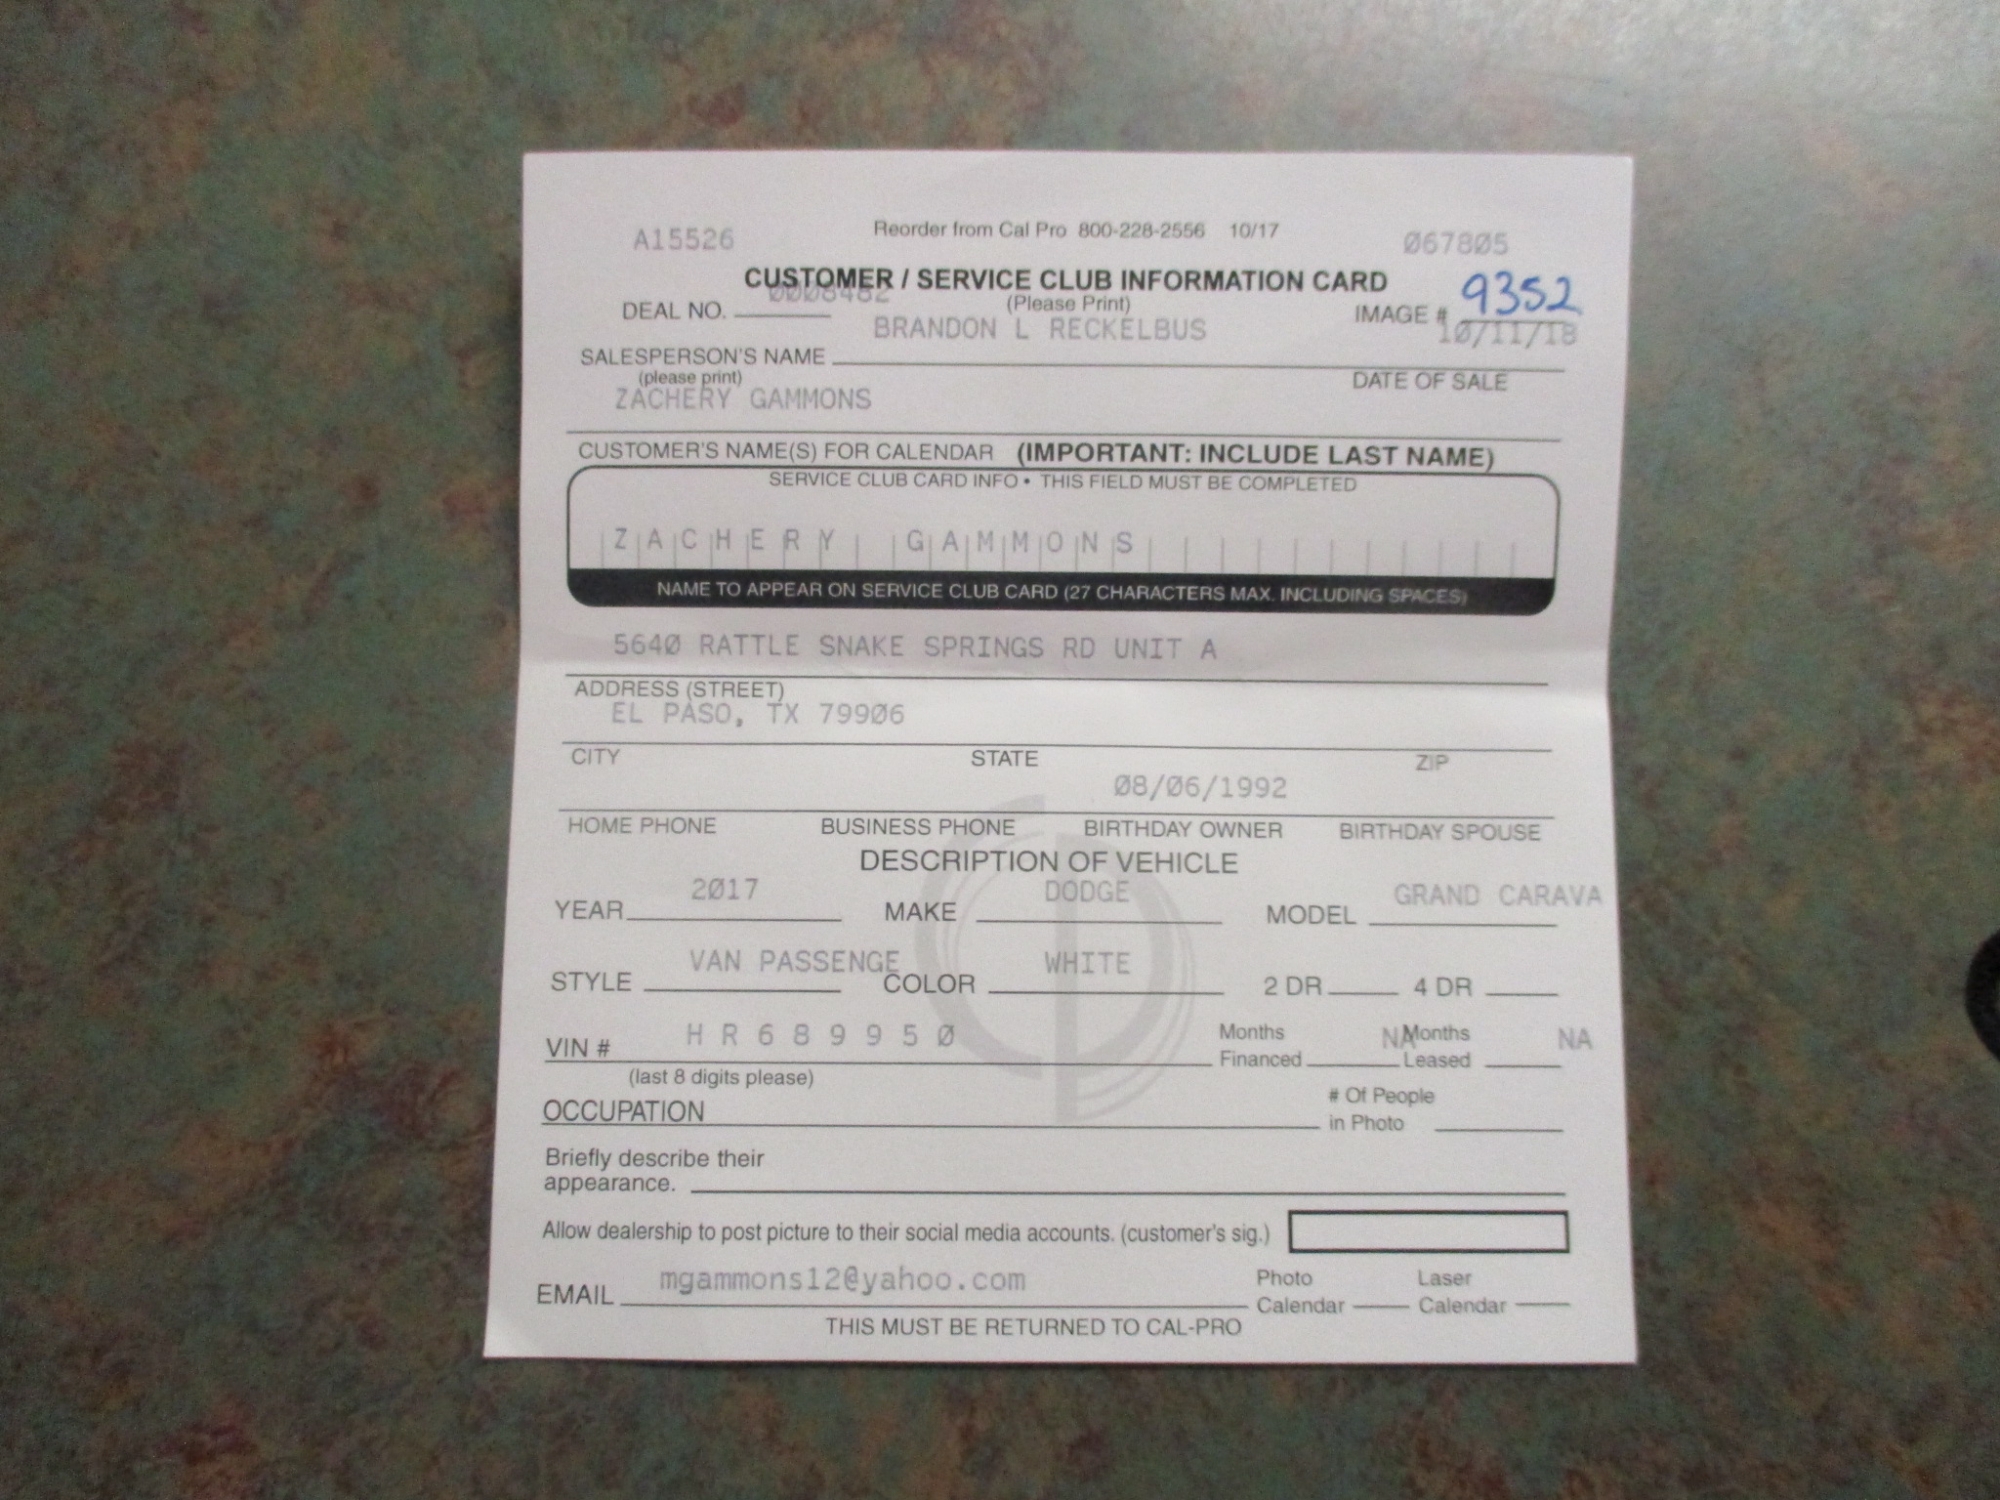 A15526 Reorder from Cal Pro 800-228-2556 10/17 067805
CUSTOMER / SERVICE CLUB INFORMATION CARD
DEAL NO. 0008482 (Please Print) IMAGE # 9352
BRANDON L RECKELBUS 10/11/18
SALESPERSON'S NAME
(please print) DATE OF SALE
ZACHERY GAMMONS
CUSTOMER'S NAME(S) FOR CALENDAR (IMPORTANT: INCLUDE LAST NAME)
SERVICE CLUB CARD INFO • THIS FIELD MUST BE COMPLETED
ZACHERY GAMMONS
NAME TO APPEAR ON SERVICE CLUB CARD (27 CHARACTERS MAX. INCLUDING SPACES)
5640 RATTLE SNAKE SPRINGS RD UNIT A
ADDRESS (STREET)
EL PASO, TX 79906
CITY STATE ZIP
08/06/1992
HOME PHONE BUSINESS PHONE BIRTHDAY OWNER BIRTHDAY SPOUSE
DESCRIPTION OF VEHICLE
YEAR 2017 MAKE DODGE MODEL GRAND CARAVA
STYLE VAN PASSENGE COLOR WHITE 2 DR 4 DR
VIN # H R 6 8 9 9 5 0 Months Financed NA Months Leased NA
(last 8 digits please)
OCCUPATION # Of People in Photo
Briefly describe their
appearance.
Allow dealership to post picture to their social media accounts. (customer's sig.)
EMAIL mgammons12@yahoo.com Photo Calendar Laser Calendar
THIS MUST BE RETURNED TO CAL-PRO